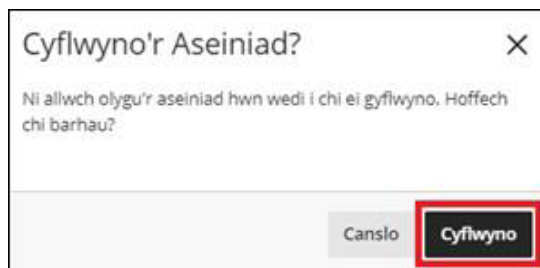 Cyflwyno'r Aseiniad?
Ni allwch olygu'r aseiniad hwn wedi i chi ei gyflwyno. Hoffech
chi barhau?
Canslo
Cyflwyno